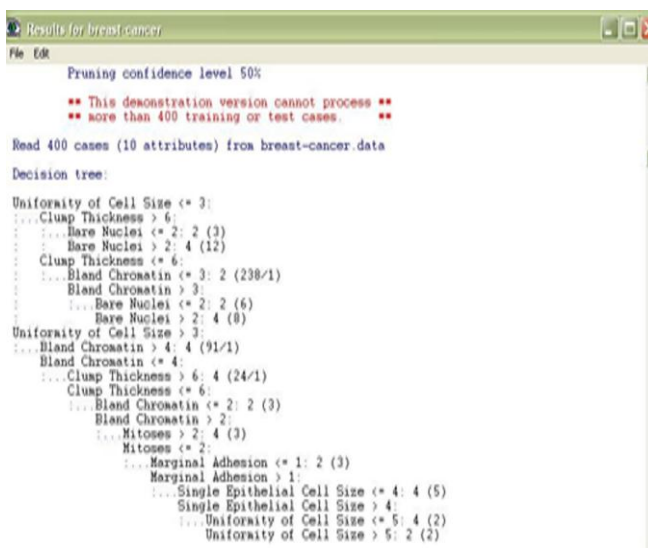 Results for breast-cancer
File Edit
Pruning confidence level 50%
** This demonstration version cannot process **
** more than 400 training or test cases. **
Read 400 cases (10 attributes) from breast-cancer.data
Decision tree:
Uniformity of Cell Size <= 3:
:...Clump Thickness > 6:
: :...Bare Nuclei <= 2: 2 (3)
: : Bare Nuclei > 2: 4 (12)
: Clump Thickness <= 6:
: :...Bland Chromatin <= 3: 2 (238/1)
: Bland Chromatin > 3:
: :...Bare Nuclei <= 2: 2 (6)
: Bare Nuclei > 2: 4 (8)
Uniformity of Cell Size > 3:
:...Bland Chromatin > 4: 4 (91/1)
Bland Chromatin <= 4:
:...Clump Thickness > 6: 4 (24/1)
Clump Thickness <= 6:
:...Bland Chromatin <= 2: 2 (3)
Bland Chromatin > 2:
:...Mitoses > 2: 4 (3)
Mitoses <= 2:
:...Marginal Adhesion <= 1: 2 (3)
Marginal Adhesion > 1:
:...Single Epithelial Cell Size <= 4: 4 (5)
Single Epithelial Cell Size > 4:
:...Uniformity of Cell Size <= 5: 4 (2)
Uniformity of Cell Size > 5: 2 (2)